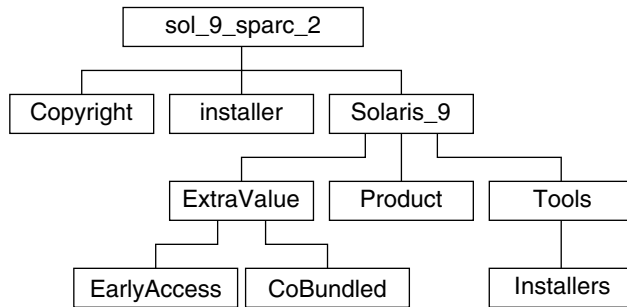 sol_9_sparc_2
Copyright
installer
Solaris_9
ExtraValue
Product
Tools
EarlyAccess
CoBundled
Installers